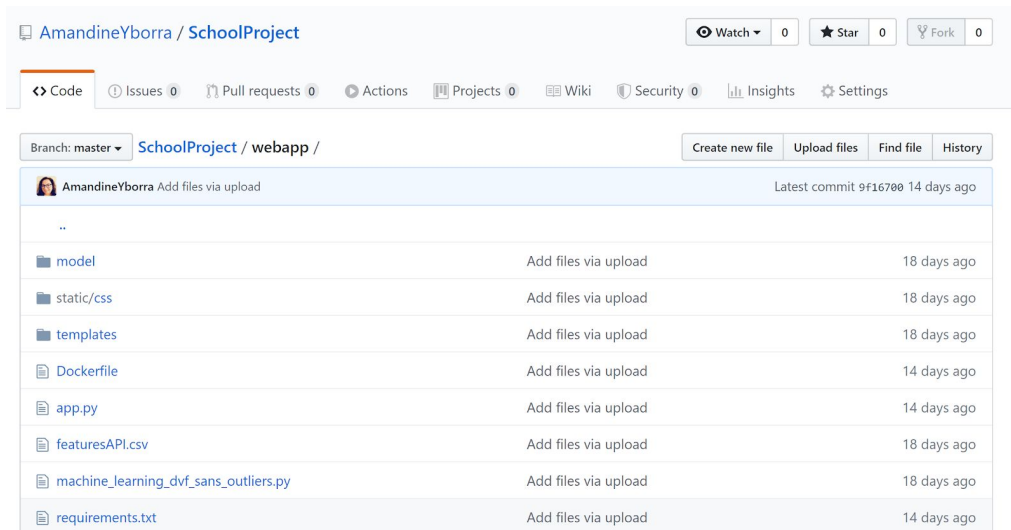 AmandineYborra / SchoolProject
Watch 0 Star 0 Fork 0
Code Issues 0 Pull requests 0 Actions Projects 0 Wiki Security 0 Insights Settings
Branch: master SchoolProject / webapp /
Create new file Upload files Find file History
AmandineYborra Add files via upload Latest commit 9f16700 14 days ago
..
model Add files via upload 18 days ago
static/css Add files via upload 18 days ago
templates Add files via upload 18 days ago
Dockerfile Add files via upload 14 days ago
app.py Add files via upload 14 days ago
featuresAPI.csv Add files via upload 18 days ago
machine_learning_dvf_sans_outliers.py Add files via upload 18 days ago
requirements.txt Add files via upload 14 days ago